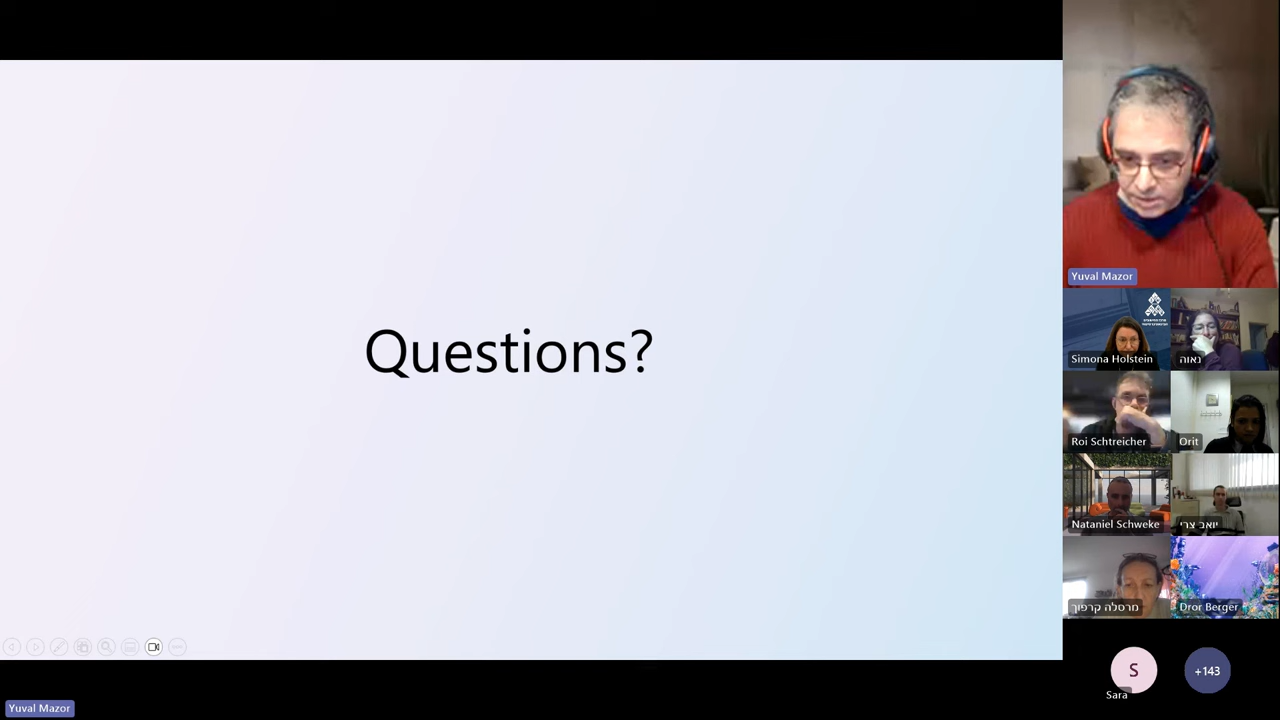 Questions?
Yuval Mazor
Yuval Mazor
Simona Holstein
נאוה
Roi Schtreicher
Orit
Nataniel Schweke
יואב צרי
מרסלה קרפוך
Dror Berger
S
Sara
+143